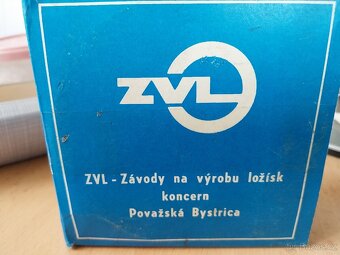 ZVL
ZVL - Závody na výrobu ložísk
koncern
Považská Bystrica